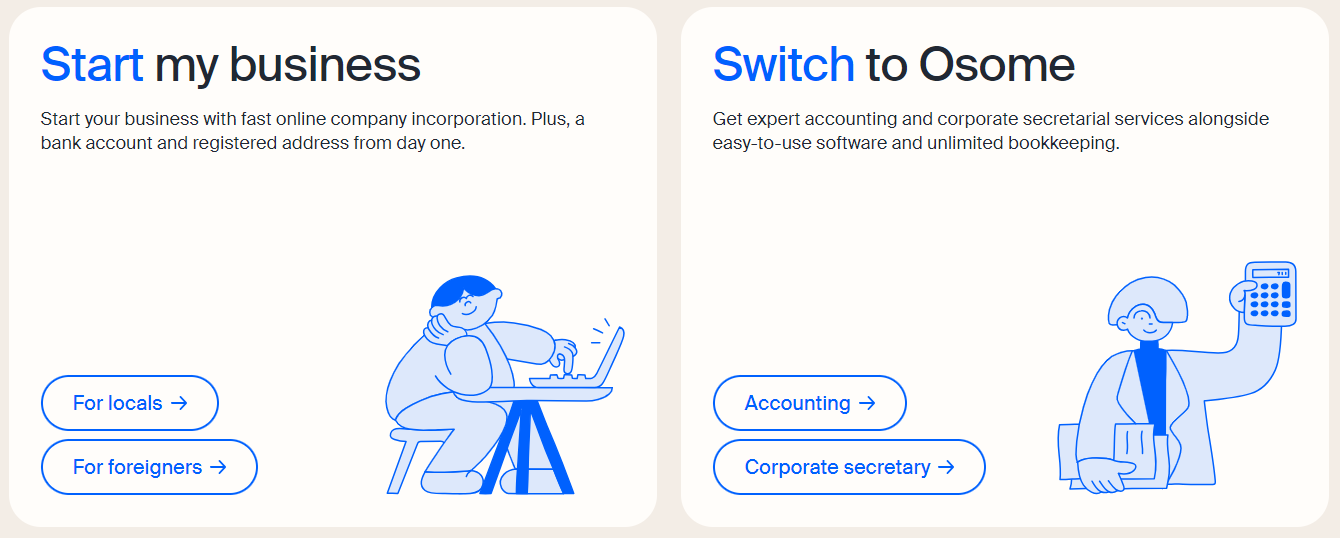 Start my business
Start your business with fast online company incorporation. Plus, a
bank account and registered address from day one.
For locals →
For foreigners →
Switch to Osome
Get expert accounting and corporate secretarial services alongside
easy-to-use software and unlimited bookkeeping.
Accounting →
Corporate secretary →